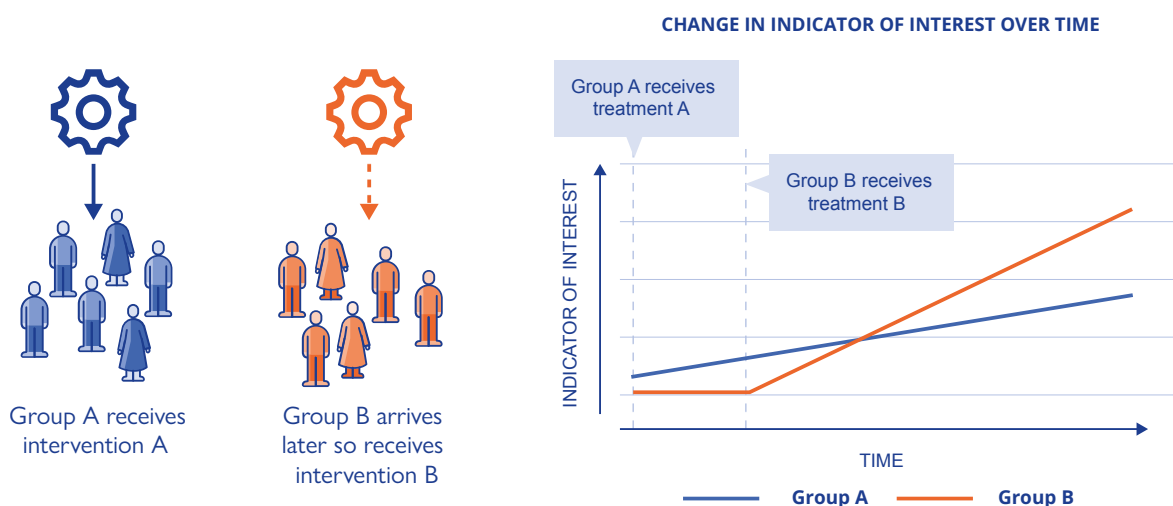 CHANGE IN INDICATOR OF INTEREST OVER TIME
Group A receives
treatment A
Group B receives
treatment B
INDICATOR OF INTEREST
TIME
Group A
Group B
Group A receives
intervention A
Group B arrives
later so receives
intervention B